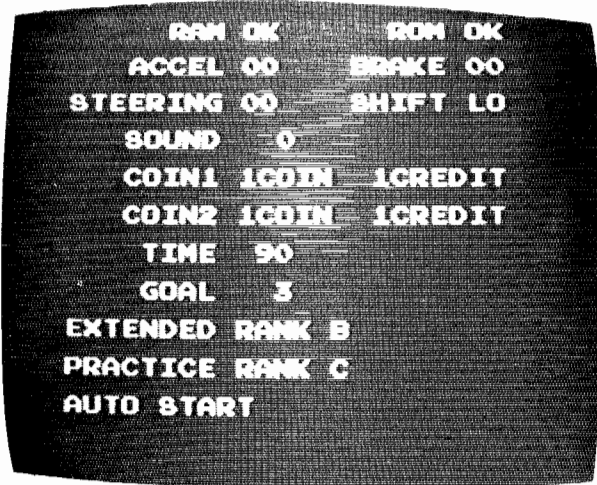 RAM OK ROM OK
ACCEL 00 BRAKE 00
STEERING 00 SHIFT LO
SOUND 0
COIN1 1COIN 1CREDIT
COIN2 1COIN 1CREDIT
TIME 90
GOAL 3
EXTENDED RANK B
PRACTICE RANK C
AUTO START